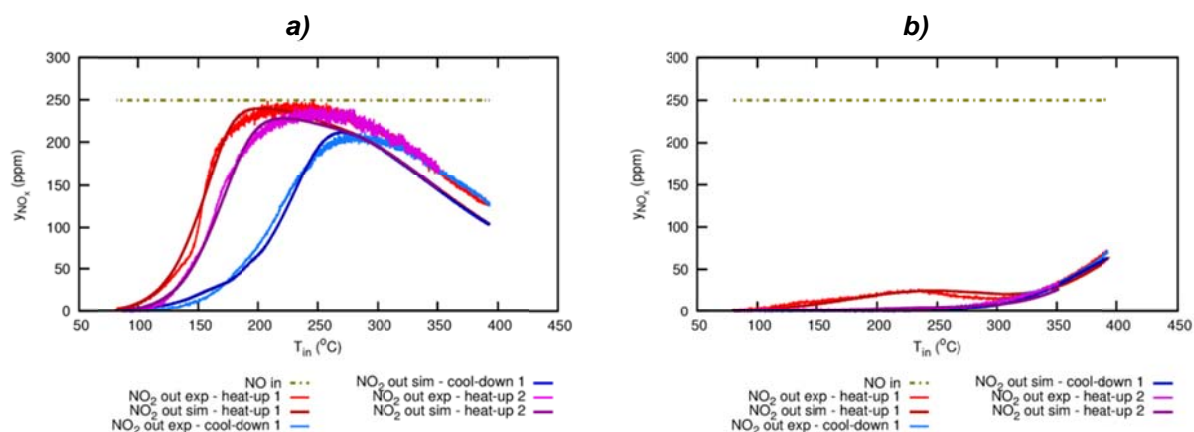 a)
300
250
200
150
100
50
0
y NOx (ppm)
50 100 150 200 250 300 350 400 450
Tin (°C)
NO in
NO2 out exp - heat-up 1
NO2 out sim - heat-up 1
NO2 out exp - cool-down 1
NO2 out sim - cool-down 1
NO2 out exp - heat-up 2
NO2 out sim - heat-up 2
b)
300
250
200
150
100
50
0
y NOx (ppm)
50 100 150 200 250 300 350 400 450
Tin (°C)
NO in
NO2 out exp - heat-up 1
NO2 out sim - heat-up 1
NO2 out exp - cool-down 1
NO2 out sim - cool-down 1
NO2 out exp - heat-up 2
NO2 out sim - heat-up 2